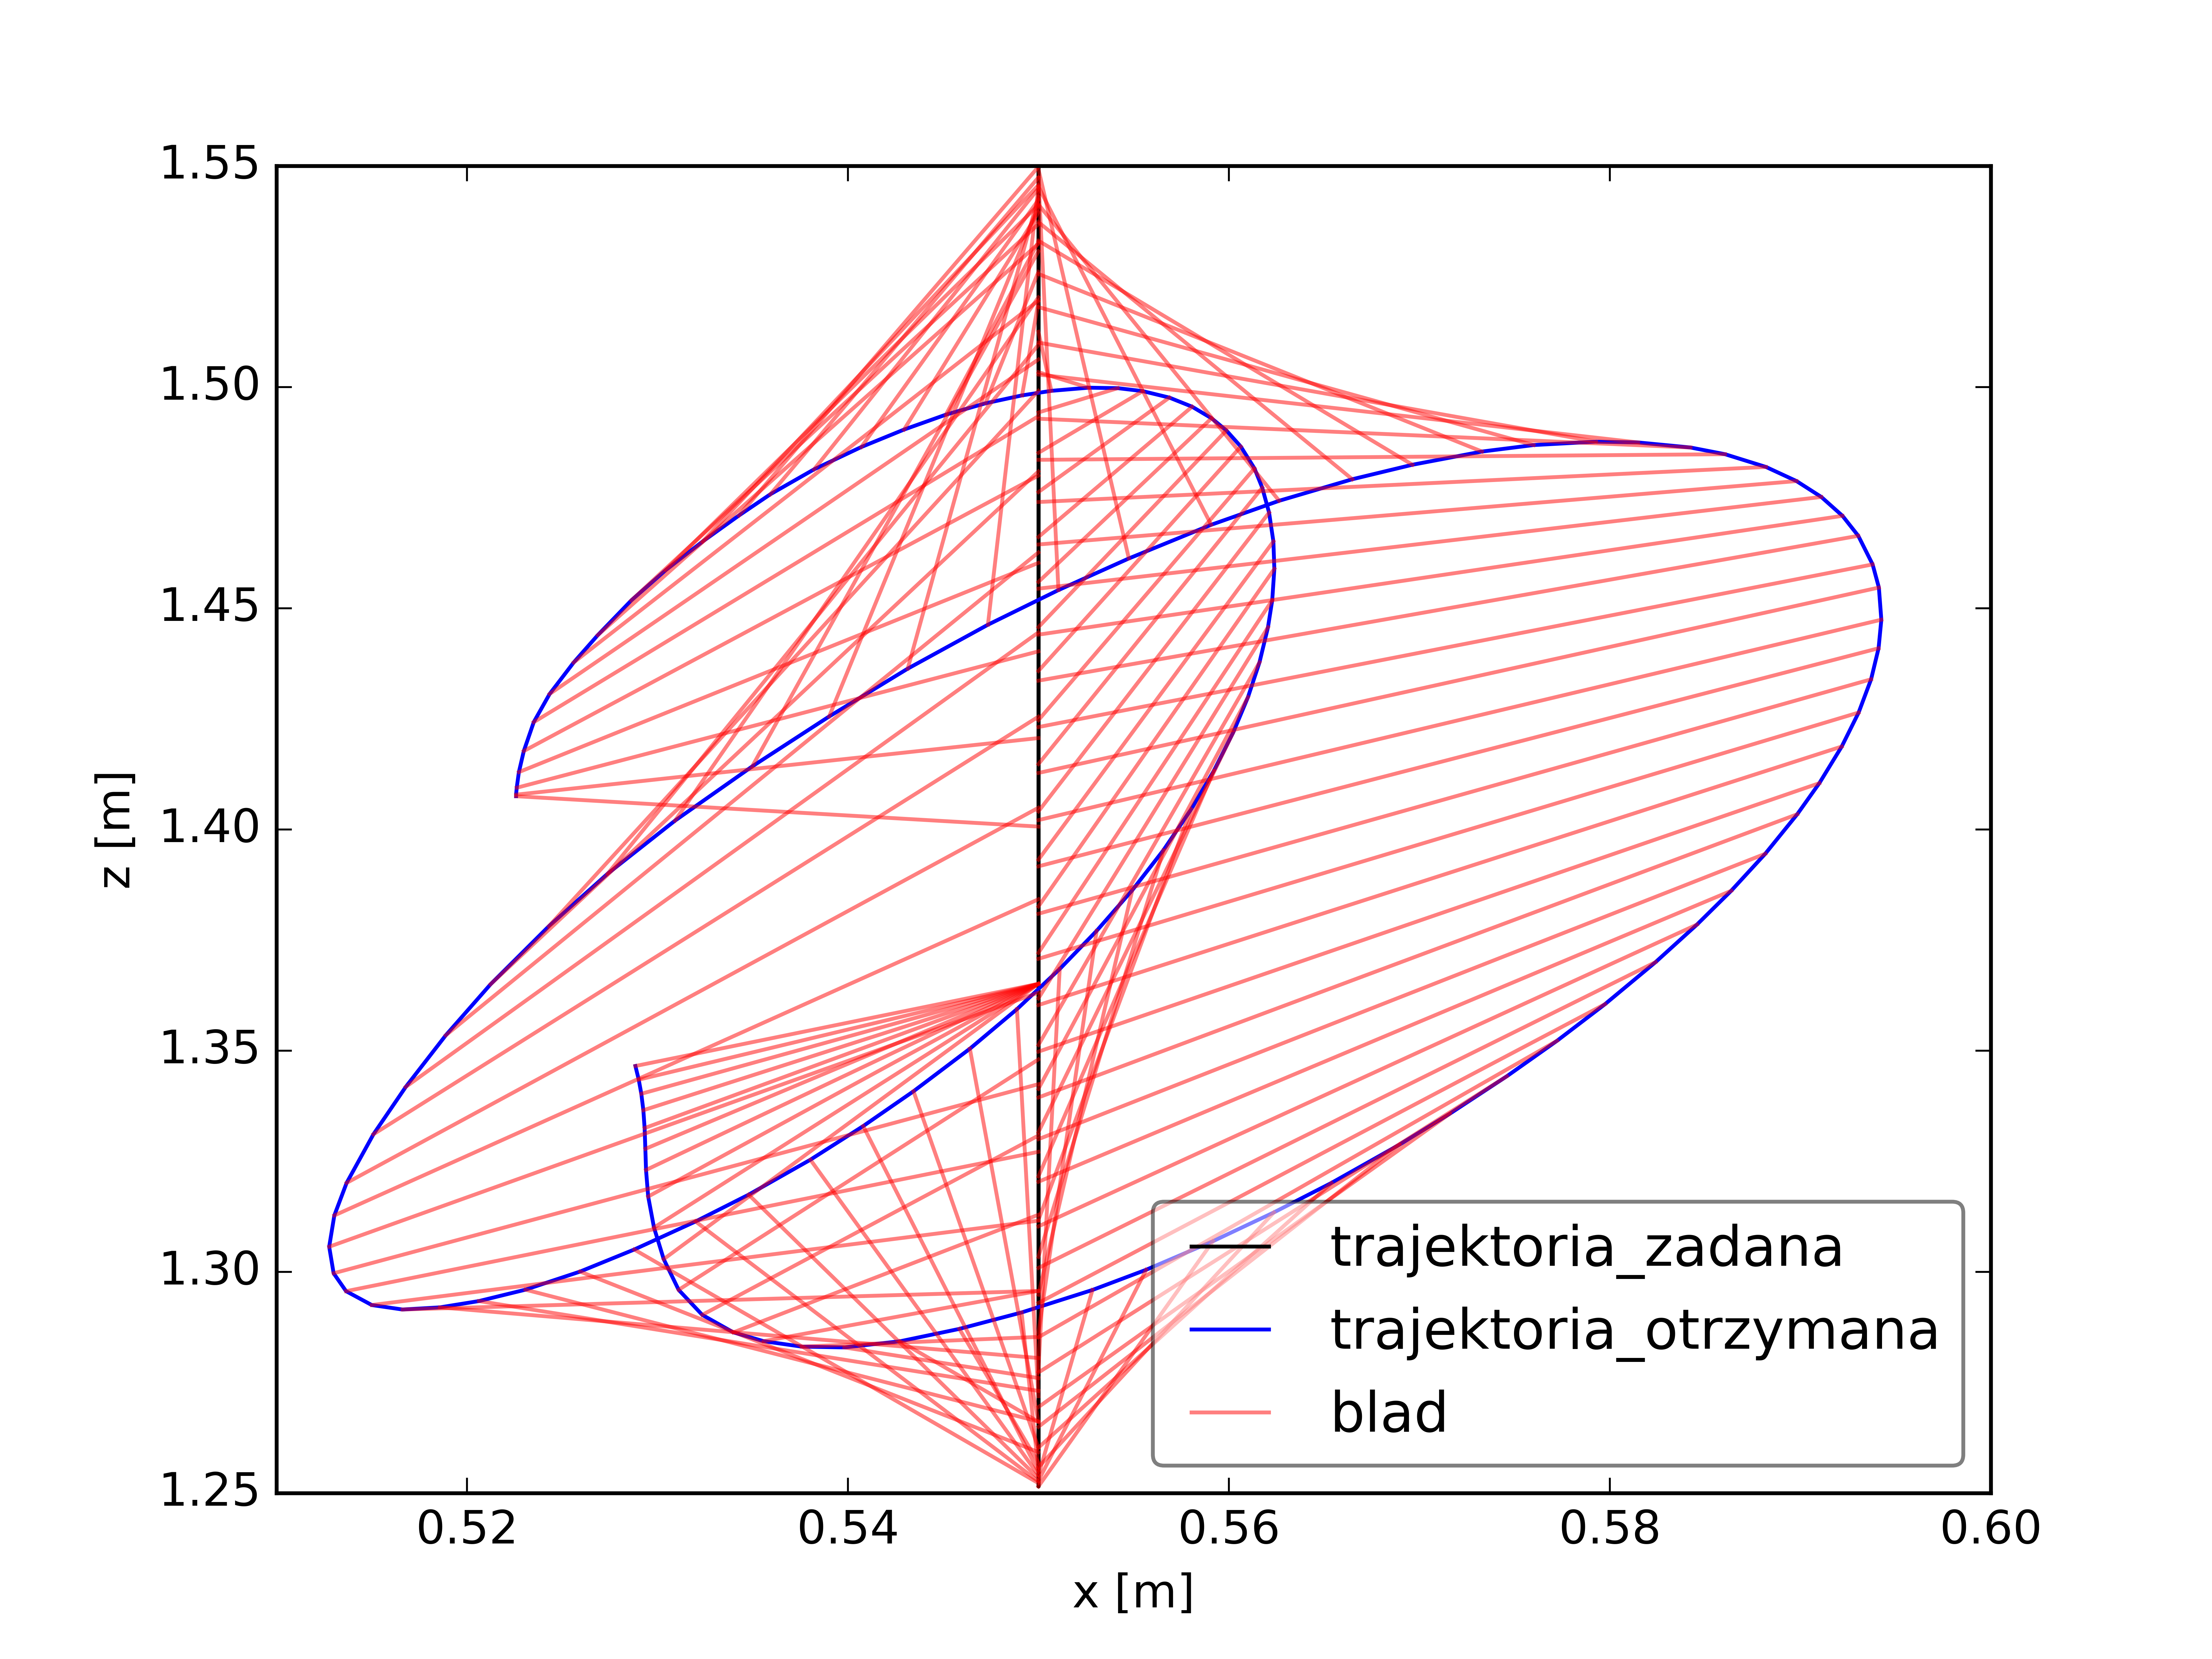 1.55
1.50
1.45
1.40
1.35
1.30
1.25
z [m]
0.52 0.54 0.56 0.58 0.60
x [m]
trajektoria_zadana
trajektoria_otrzymana
blad